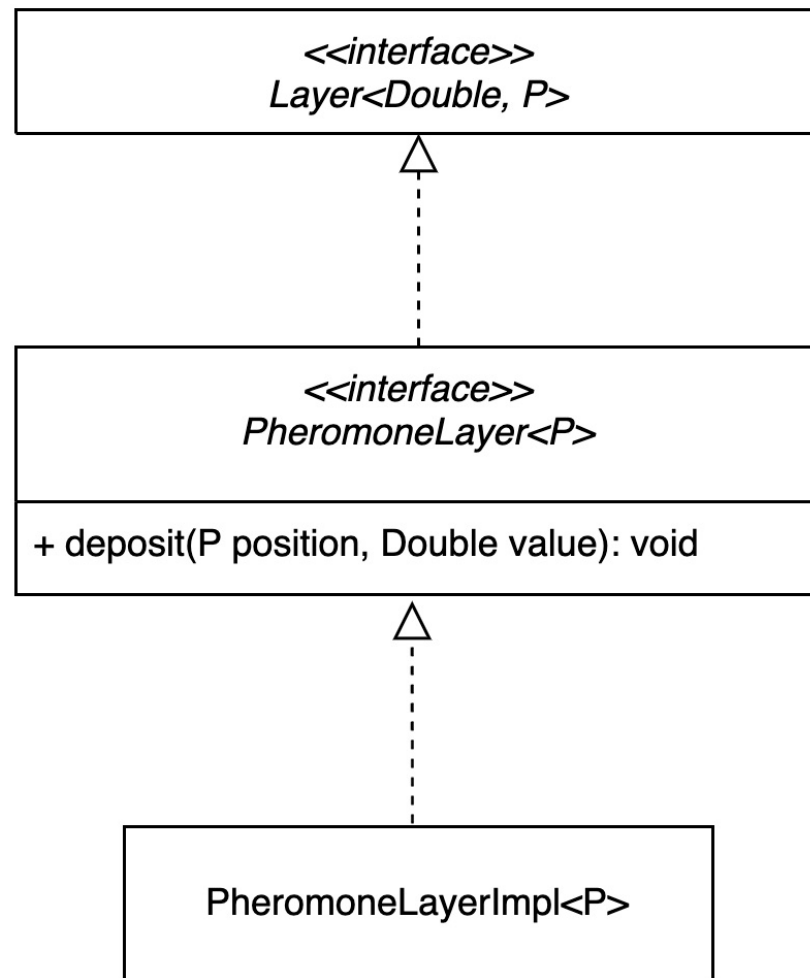 <<interface>>
Layer<Double, P>
<<interface>>
PheromoneLayer<P>
+ deposit(P position, Double value): void
PheromoneLayerImpl<P>